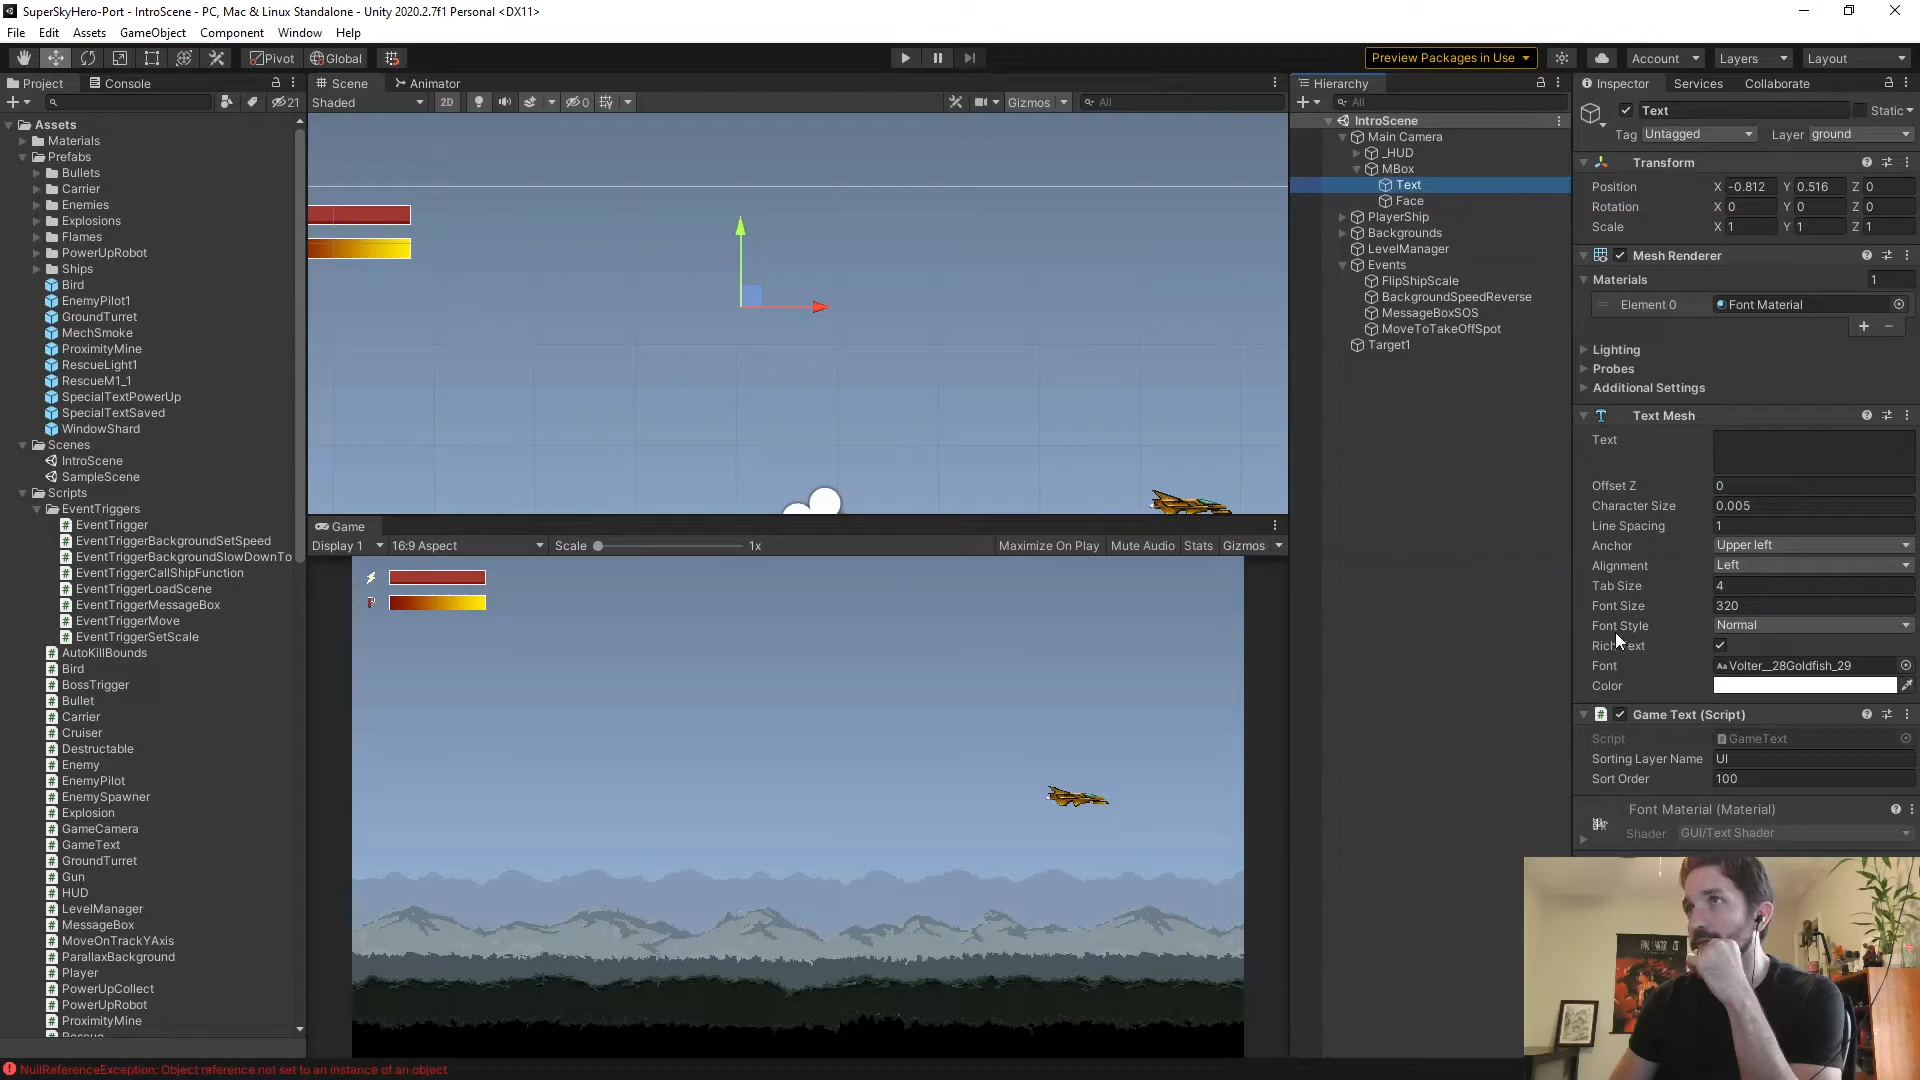 SuperSkyHero-Port - IntroScene - PC, Mac & Linux Standalone - Unity 2020.2.7f1 Personal <DX11>
File Edit Assets GameObject Component Window Help
Pivot Global Preview Packages in Use Account Layers Layout
Project Console
21
Assets
Materials
Prefabs
Bullets
Carrier
Enemies
Explosions
Flames
PowerUpRobot
Ships
Bird
EnemyPilot1
GroundTurret
MechSmoke
ProximityMine
RescueLight1
RescueM1_1
SpecialTextPowerUp
SpecialTextSaved
WindowShard
Scenes
IntroScene
SampleScene
Scripts
EventTriggers
EventTrigger
EventTriggerBackgroundSetSpeed
EventTriggerBackgroundSlowDownTo
EventTriggerCallShipFunction
EventTriggerLoadScene
EventTriggerMessageBox
EventTriggerMove
EventTriggerSetScale
AutoKillBounds
Bird
BossTrigger
Bullet
Carrier
Cruiser
Destructable
Enemy
EnemyPilot
EnemySpawner
Explosion
GameCamera
GameText
GroundTurret
Gun
HUD
LevelManager
MessageBox
MoveOnTrackYAxis
ParallaxBackground
Player
PowerUpCollect
PowerUpRobot
ProximityMine
Scene Animator
Shaded 2D 0 Gizmos All
Game
Display 1 16:9 Aspect Scale 1x Maximize On Play Mute Audio Stats Gizmos
P
Hierarchy
All
IntroScene
Main Camera
_HUD
MBox
Text
Face
PlayerShip
Backgrounds
LevelManager
Events
FlipShipScale
BackgroundSpeedReverse
MessageBoxSOS
MoveToTakeOffSpot
Target1
Inspector Services Collaborate
Text Static
Tag Untagged Layer ground
Transform
Position X -0.812 Y 0.516 Z 0
Rotation X 0 Y 0 Z 0
Scale X 1 Y 1 Z 1
Mesh Renderer
Materials 1
Element 0 Font Material
Lighting
Probes
Additional Settings
Text Mesh
Text
Offset Z 0
Character Size 0.005
Line Spacing 1
Anchor Upper left
Alignment Left
Tab Size 4
Font Size 320
Font Style Normal
Rich Text
Font Aa Volter__28Goldfish_29
Color
Game Text (Script)
Script GameText
Sorting Layer Name UI
Sort Order 100
Font Material (Material)
Shader GUI/Text Shader
NullReferenceException: Object reference not set to an instance of an object